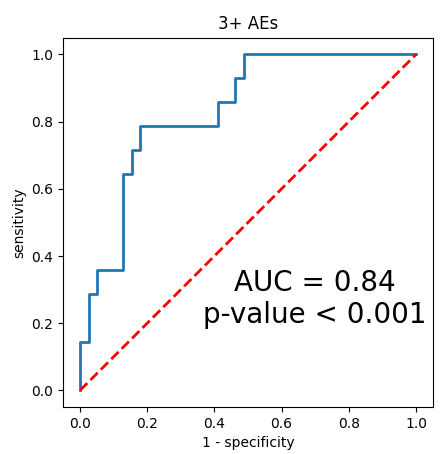 3+ AEs
1.0
0.8
0.6
0.4
0.2
0.0
sensitivity
AUC = 0.84
p-value < 0.001
0.0 0.2 0.4 0.6 0.8 1.0
1 - specificity